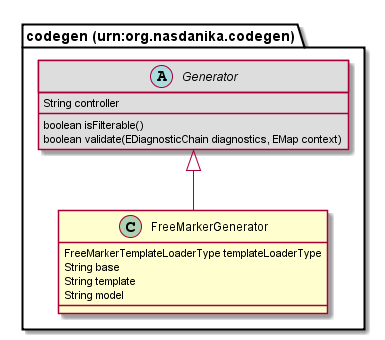 codegen (urn:org.nasdanika.codegen)
A Generator
String controller
boolean isFilterable()
boolean validate(EDiagnosticChain diagnostics, EMap context)
C FreeMarkerGenerator
FreeMarkerTemplateLoaderType templateLoaderType
String base
String template
String model